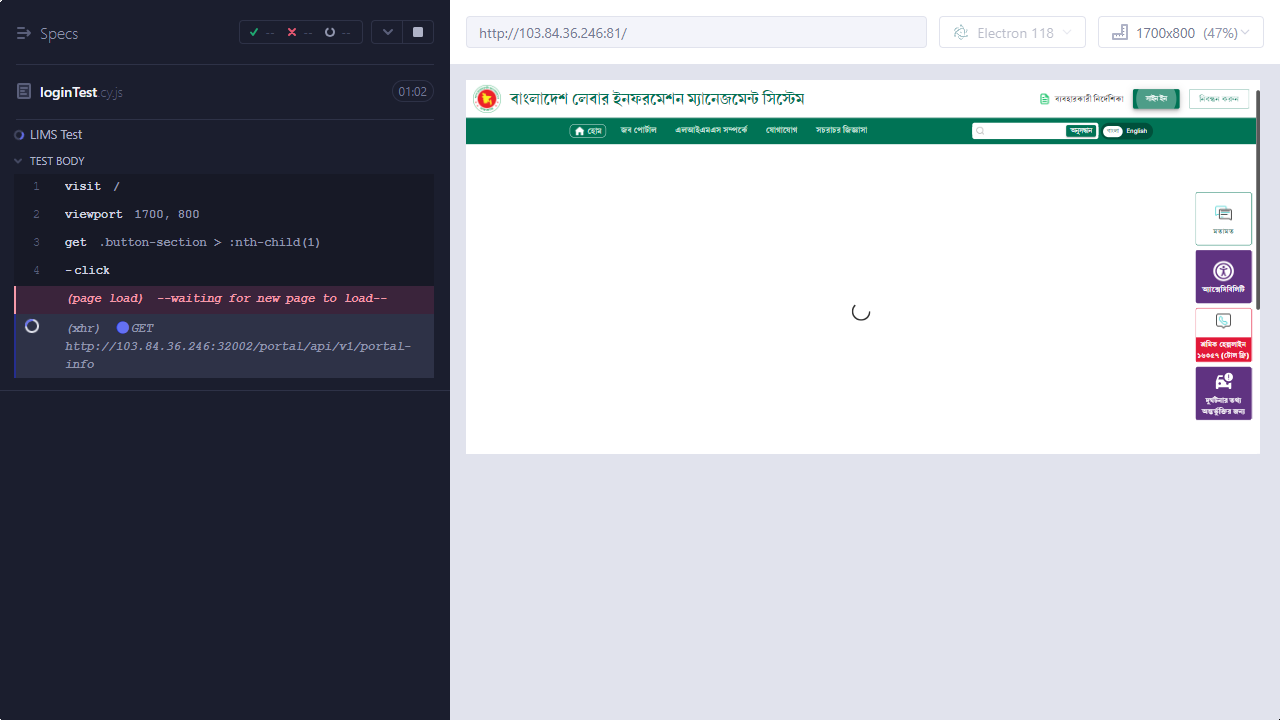 Specs
-- -- --
loginTest.cy.js
01:02
LIMS Test
TEST BODY
1 visit /
2 viewport 1700, 800
3 get .button-section > :nth-child(1)
4 -click
(page load) --waiting for new page to load--
(xhr) GET
http://103.84.36.246:32002/portal/api/v1/portal-
info
http://103.84.36.246:81/
Electron 118
1700x800 (47%)
বাংলাদেশ লেবার ইনফরমেশন ম্যানেজমেন্ট সিস্টেম
ব্যবহারকারী নির্দেশিকা
সাইন ইন
নিবন্ধন করুন
হোম
জব পোর্টাল
এলআইএমএস সম্পর্কে
যোগাযোগ
সচরাচর জিজ্ঞাসা
অনুসন্ধান
বাংলা
English
মতামত
অ্যাক্সেসিবিলিটি
শ্রমিক হেল্পলাইন
১৬৩৫৭ (টোল ফ্রি)
দুর্ঘটনার তথ্য
অন্তর্ভুক্তির জন্য